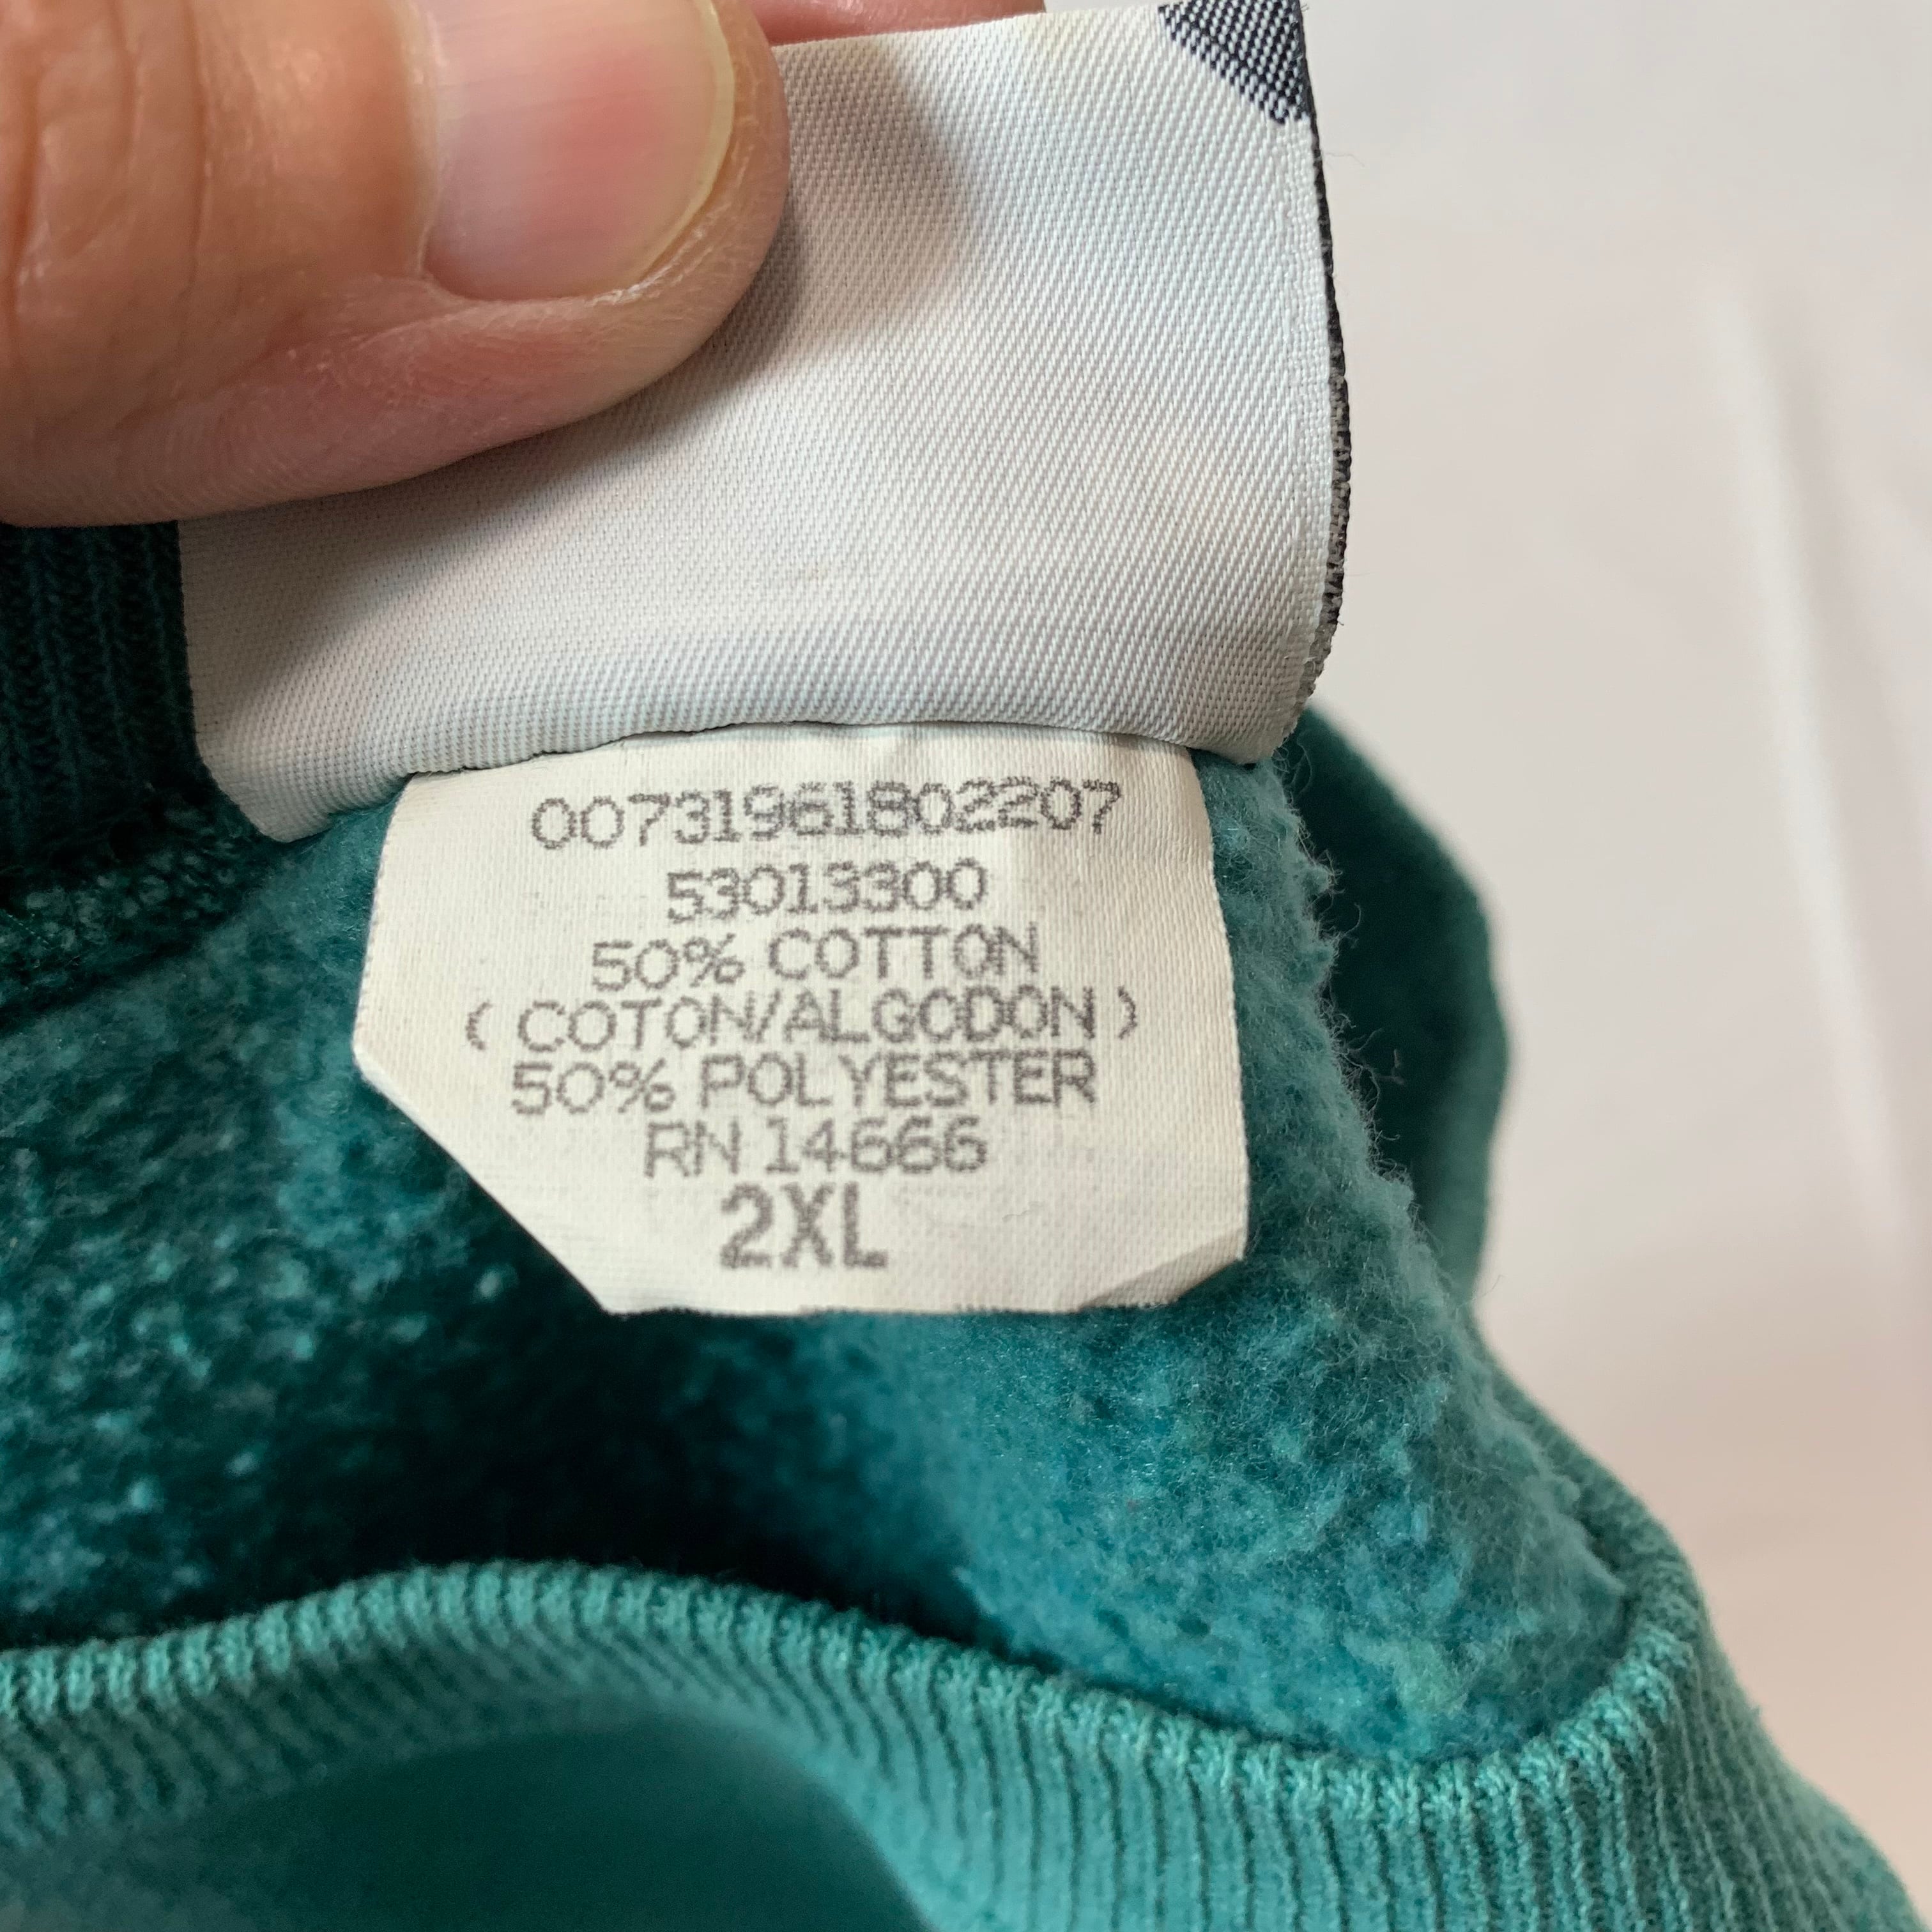 00731961802207
53013300
50% COTTON
(COTON/ALGODON)
50% POLYESTER
RN 14666
2XL